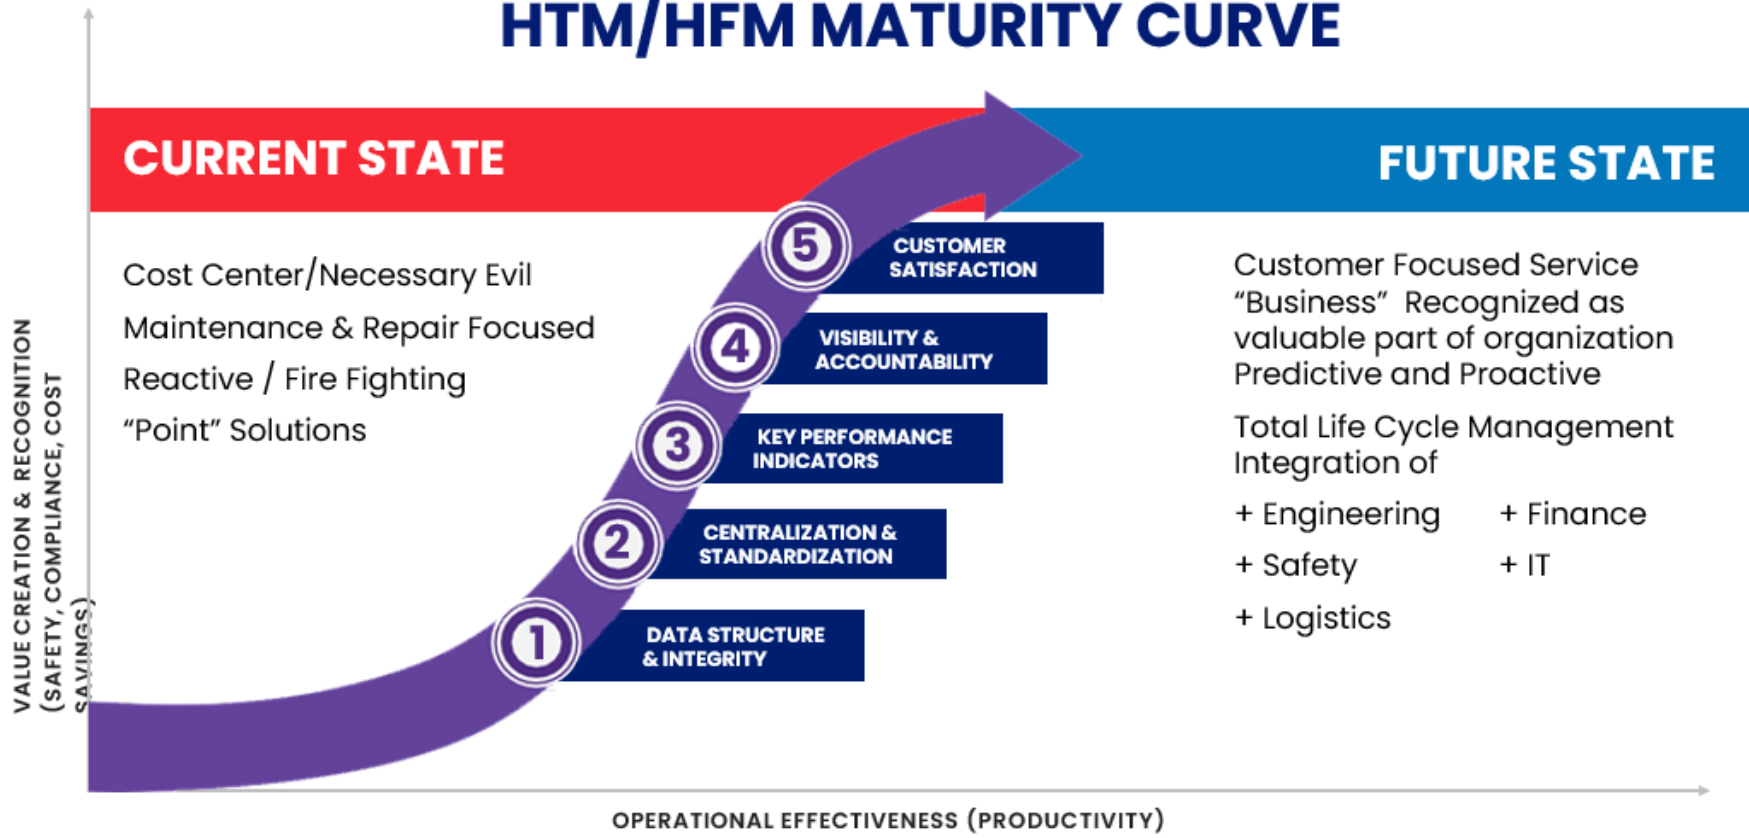 HTM/HFM MATURITY CURVE
CURRENT STATE
FUTURE STATE
Cost Center/Necessary Evil
Maintenance & Repair Focused
Reactive / Fire Fighting
“Point” Solutions
5
CUSTOMER
SATISFACTION
4
VISIBILITY &
ACCOUNTABILITY
3
KEY PERFORMANCE
INDICATORS
2
CENTRALIZATION &
STANDARDIZATION
1
DATA STRUCTURE
& INTEGRITY
Customer Focused Service
“Business” Recognized as
valuable part of organization
Predictive and Proactive
Total Life Cycle Management
Integration of
+ Engineering
+ Finance
+ Safety
+ IT
+ Logistics
VALUE CREATION & RECOGNITION
(SAFETY, COMPLIANCE, COST
SAVINGS)
OPERATIONAL EFFECTIVENESS (PRODUCTIVITY)